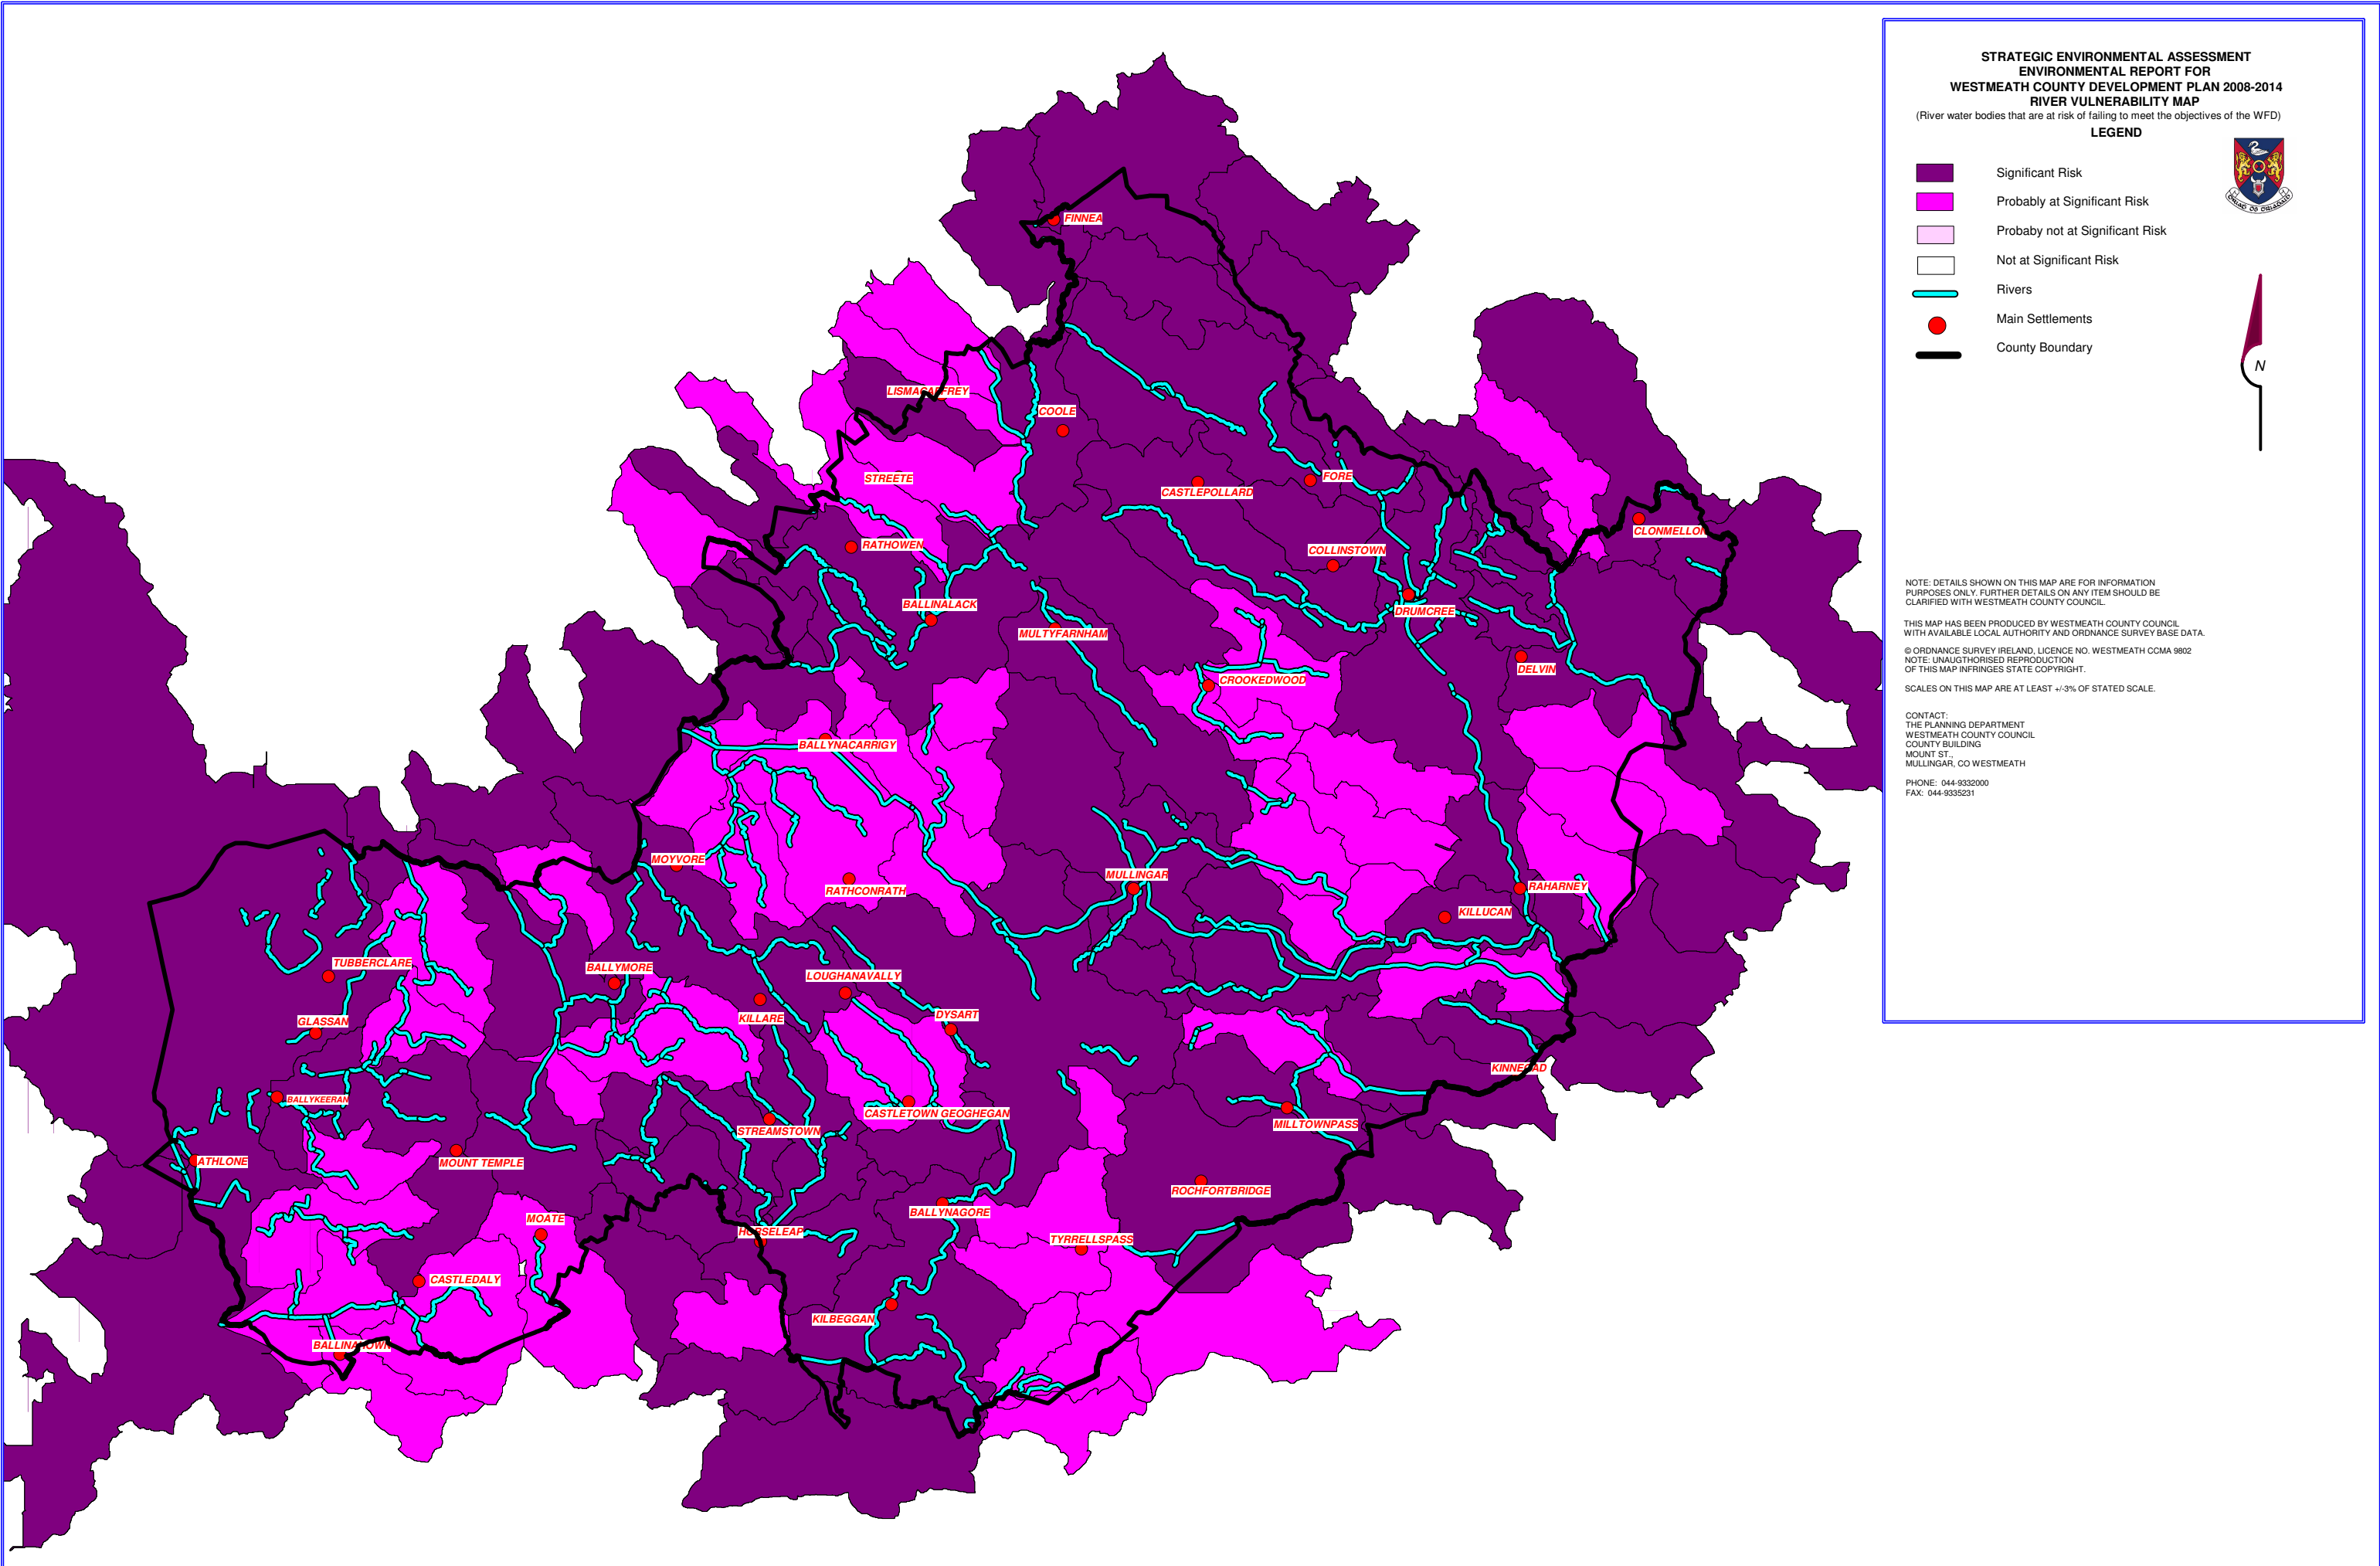 STRATEGIC ENVIRONMENTAL ASSESSMENT
ENVIRONMENTAL REPORT FOR
WESTMEATH COUNTY DEVELOPMENT PLAN 2008-2014
RIVER VULNERABILITY MAP
(River water bodies that are at risk of failing to meet the objectives of the WFD)
LEGEND
Significant Risk
Probably at Significant Risk
Probaby not at Significant Risk
Not at Significant Risk
Rivers
Main Settlements
County Boundary
N
NOTE: DETAILS SHOWN ON THIS MAP ARE FOR INFORMATION
PURPOSES ONLY. FURTHER DETAILS ON ANY ITEM SHOULD BE
CLARIFIED WITH WESTMEATH COUNTY COUNCIL.
THIS MAP HAS BEEN PRODUCED BY WESTMEATH COUNTY COUNCIL
WITH AVAILABLE LOCAL AUTHORITY AND ORDNANCE SURVEY BASE DATA.
© ORDNANCE SURVEY IRELAND, LICENCE NO. WESTMEATH CCMA 9802
NOTE: UNAUGTHORISED REPRODUCTION
OF THIS MAP INFRINGES STATE COPYRIGHT.
SCALES ON THIS MAP ARE AT LEAST +/-3% OF STATED SCALE.
CONTACT:
THE PLANNING DEPARTMENT
WESTMEATH COUNTY COUNCIL
COUNTY BUILDING
MOUNT ST.,
MULLINGAR, CO WESTMEATH
PHONE: 044-9332000
FAX: 044-9335231
FINNEA
LISMACAFFREY
COOLE
STREETE
CASTLEPOLLARD
FORE
CLONMELLON
RATHOWEN
COLLINSTOWN
BALLINALACK
DRUMCREE
MULTYFARNHAM
DELVIN
CROOKEDWOOD
BALLYNACARRIGY
MOYVORE
RATHCONRATH
MULLINGAR
RAHARNEY
KILLUCAN
TUBBERCLARE
BALLYMORE
LOUGHANAVALLY
GLASSAN
KILLARE
DYSART
KINNEGAD
BALLYKEERAN
CASTLETOWN GEOGHEGAN
STREAMSTOWN
MILLTOWNPASS
ATHLONE
MOUNT TEMPLE
ROCHFORTBRIDGE
BALLYNAGORE
MOATE
HORSELEAP
TYRRELLSPASS
CASTLEDALY
KILBEGGAN
BALLINAHOWN